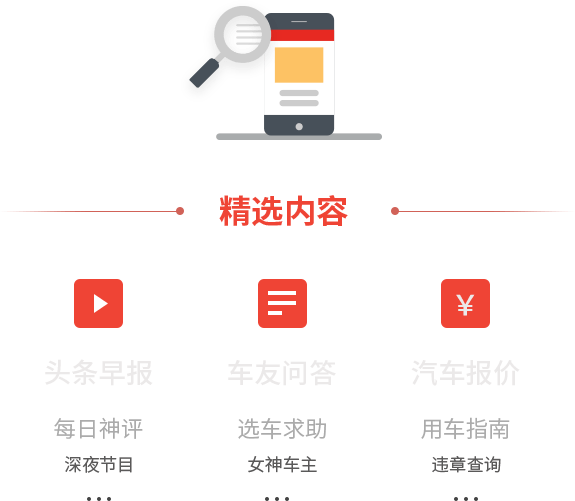 精选内容
¥
头条早报 车友问答 汽车报价
每日神评 选车求助 用车指南
深夜节目 女神车主 违章查询
••• ••• •••